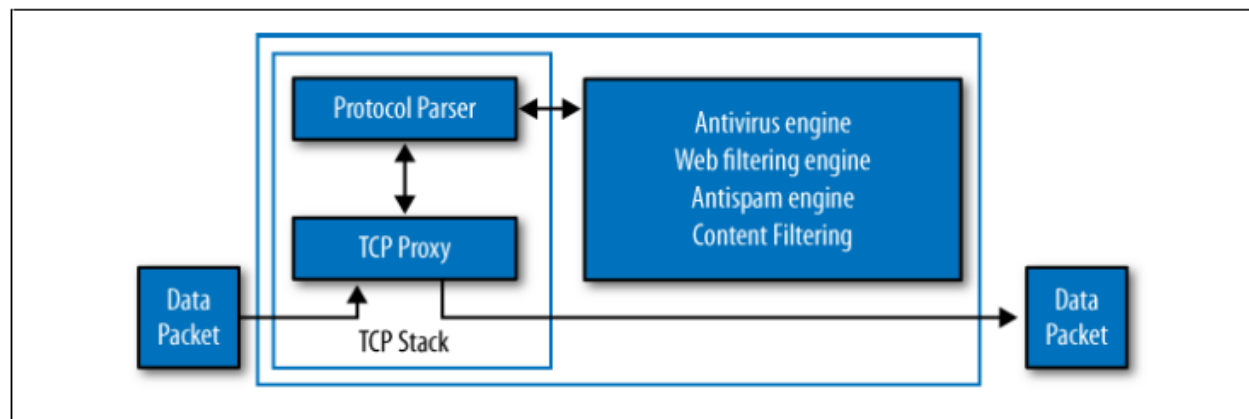 Protocol Parser
Antivirus engine
Web filtering engine
Antispam engine
Content Filtering
TCP Proxy
Data
Packet
TCP Stack
Data
Packet